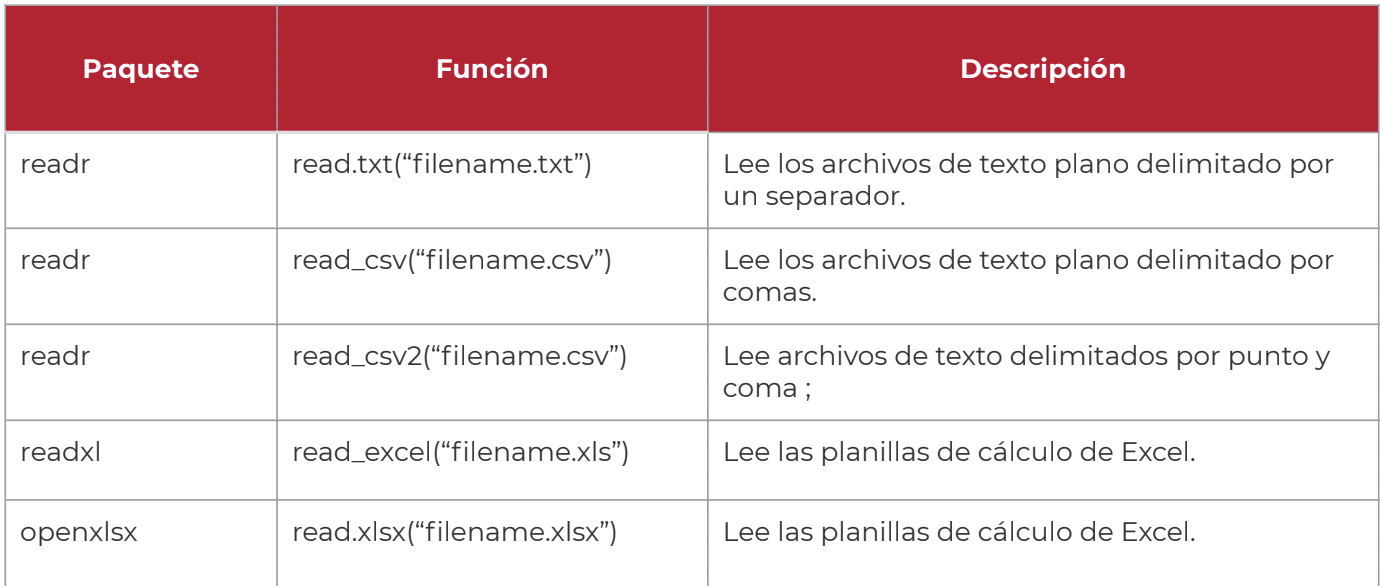 Paquete Función Descripción
readr read.txt(“filename.txt”) Lee los archivos de texto plano delimitado por
un separador.
readr read_csv(“filename.csv”) Lee los archivos de texto plano delimitado por
comas.
readr read_csv2(“filename.csv”) Lee archivos de texto delimitados por punto y
coma ;
readxl read_excel(“filename.xls”) Lee las planillas de cálculo de Excel.
openxlsx read.xlsx(“filename.xlsx”) Lee las planillas de cálculo de Excel.